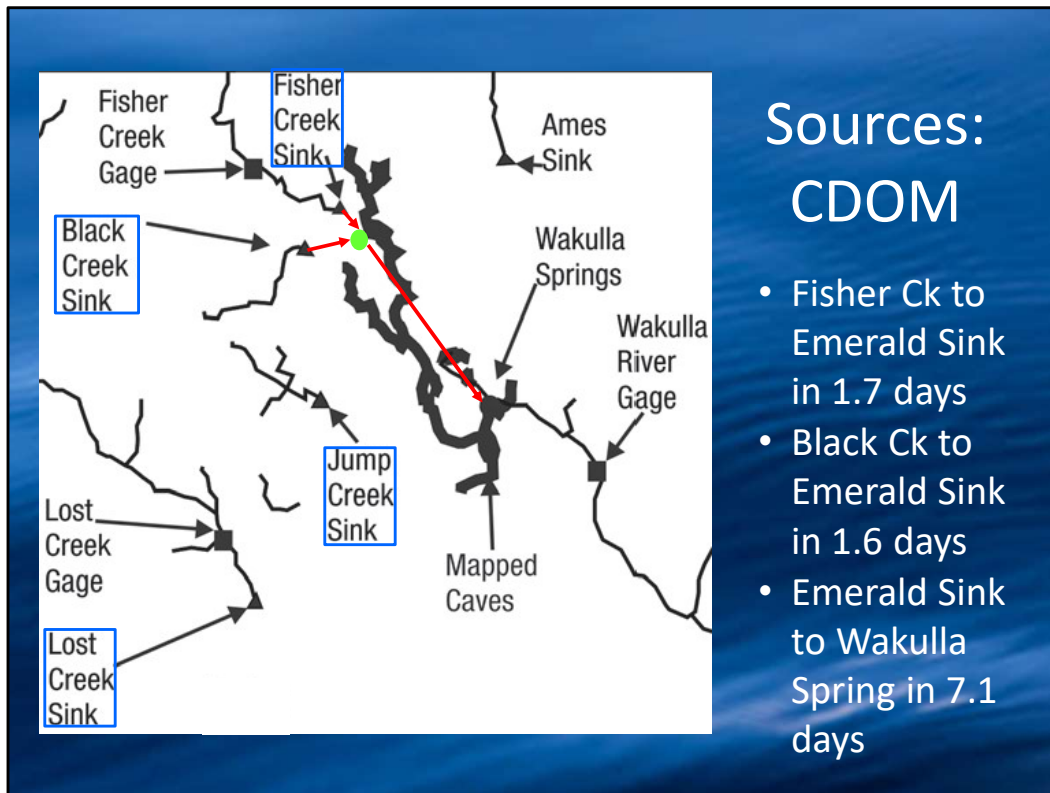 Fisher
Creek
Gage
Fisher
Creek
Sink
Ames
Sink
Black
Creek
Sink
Wakulla
Springs
Wakulla
River
Gage
Jump
Creek
Sink
Lost
Creek
Gage
Mapped
Caves
Lost
Creek
Sink
Sources:
CDOM
• Fisher Ck to
Emerald Sink
in 1.7 days
• Black Ck to
Emerald Sink
in 1.6 days
• Emerald Sink
to Wakulla
Spring in 7.1
days